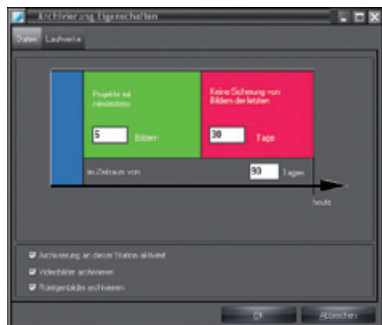 Archivierung Eigenschaften
Daten Laufwerke
Projekte mit
mindestens
5 Bildern
Keine Sicherung von
Bildern der letzten
30 Tage
im Zeitraum von 90 Tagen
heute
Archivierung an dieser Station aktiviert
Videobilder archivieren
Röntgenbilder archivieren
OK Abbrechen